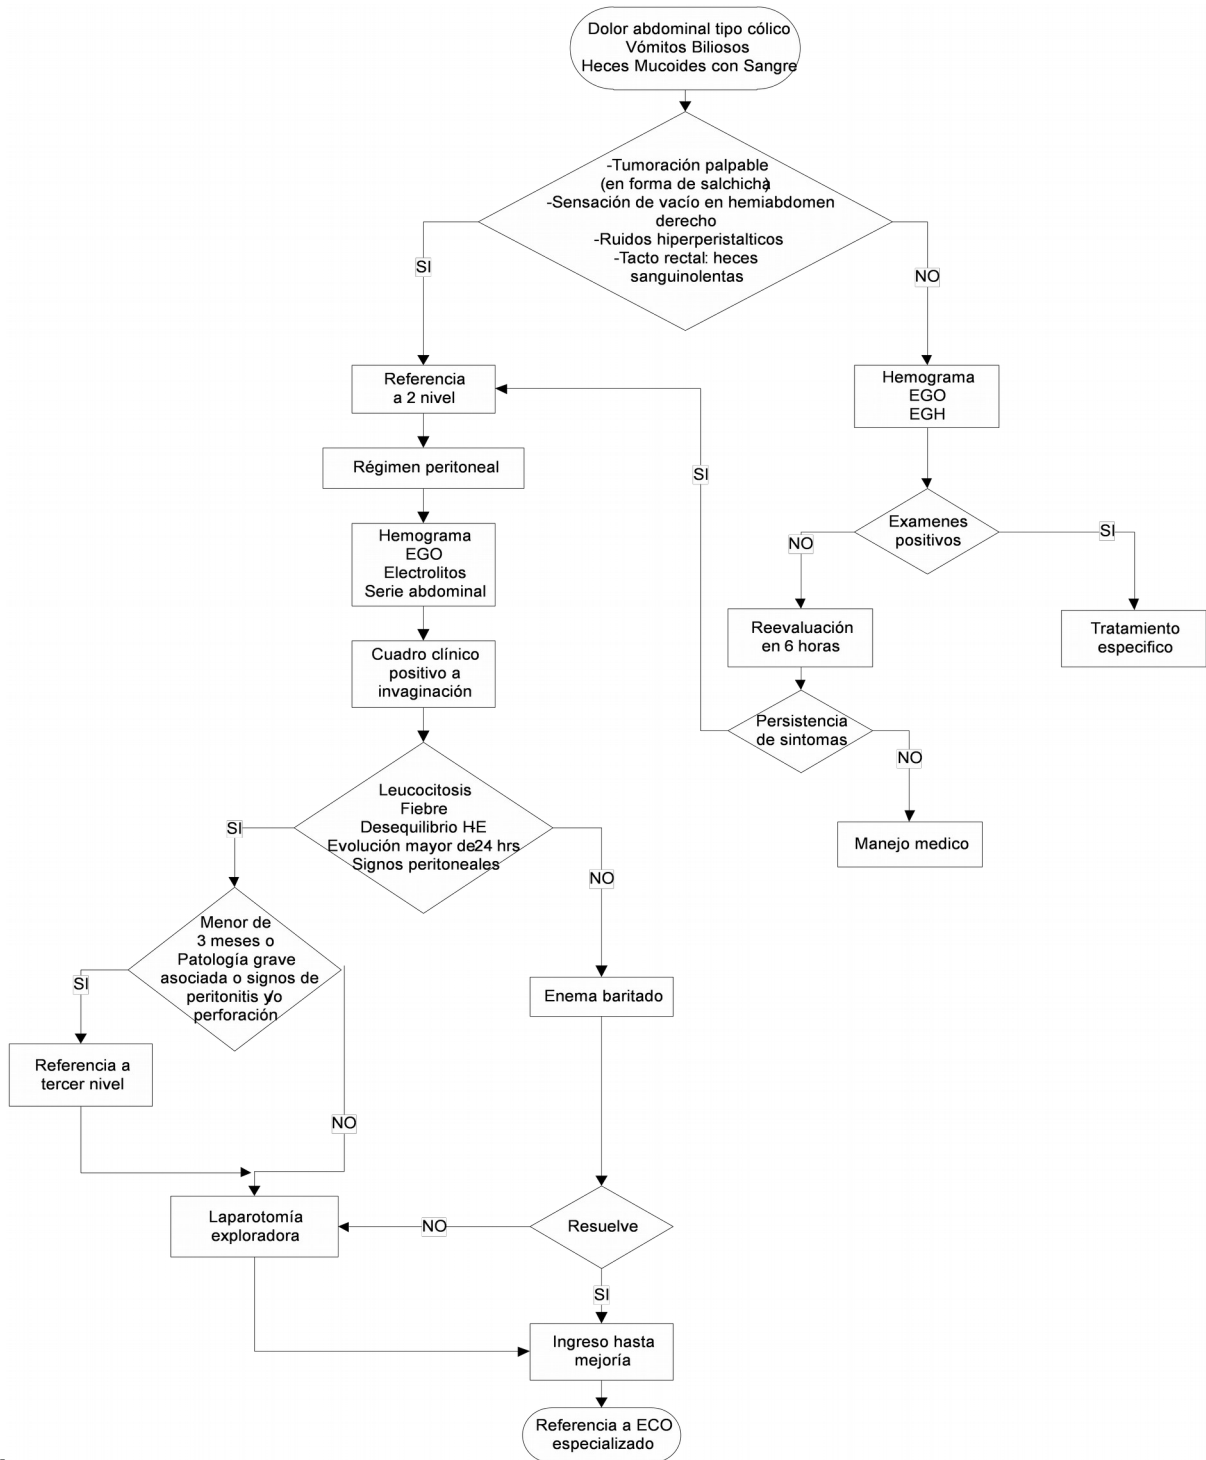 Dolor abdominal tipo cólico
Vómitos Biliosos
Heces Mucoides con Sangre
-Tumoración palpable
(en forma de salchicha)
-Sensación de vacío en hemiabdomen
derecho
-Ruidos hiperperistalticos
-Tacto rectal: heces
sanguinolentas
SI
NO
Referencia
a 2 nivel
Hemograma
EGO
EGH
Régimen peritoneal
SI
Hemograma
EGO
Electrolitos
Serie abdominal
Examenes
positivos
NO
SI
Reevaluación
en 6 horas
Tratamiento
especifico
Cuadro clínico
positivo a
invaginación
Persistencia
de sintomas
NO
Manejo medico
Leucocitosis
Fiebre
Desequilibrio H-E
Evolución mayor de 24 hrs
Signos peritoneales
SI
NO
Menor de
3 meses o
Patología grave
asociada o signos de
peritonitis y/o
perforación
SI
NO
Enema baritado
Referencia a
tercer nivel
Laparotomía
exploradora
NO
Resuelve
SI
Ingreso hasta
mejoría
Referencia a ECO
especializado